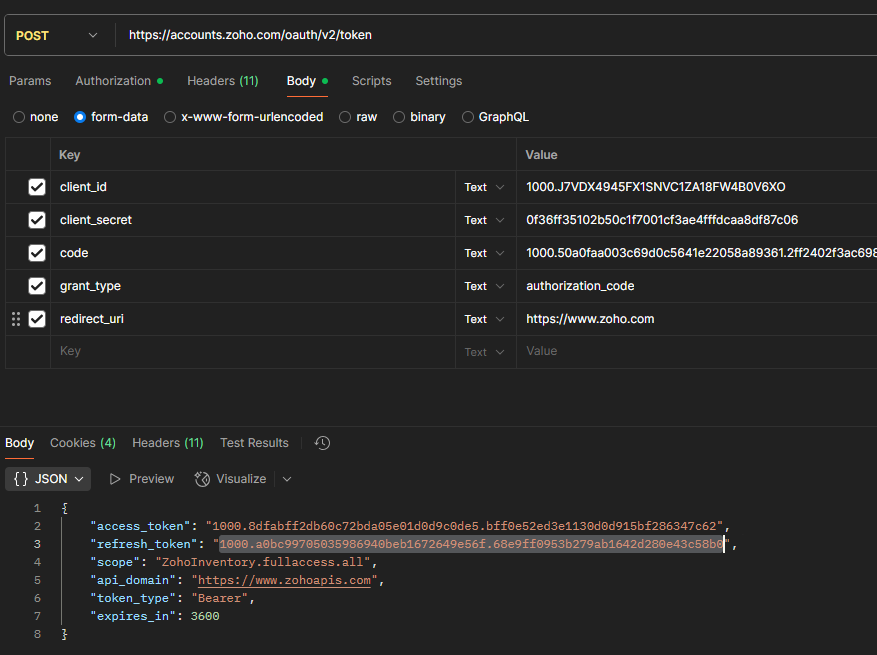 POST https://accounts.zoho.com/oauth/v2/token
Params Authorization Headers (11) Body Scripts Settings
none form-data x-www-form-urlencoded raw binary GraphQL
Key Value
client_id Text 1000.J7VDX4945FX1SNVC1ZA18FW4B0V6XO
client_secret Text 0f36ff35102b50c1f7001cf3ae4fffdcaa8df87c06
code Text 1000.50a0faa003c69d0c5641e22058a89361.2ff2402f3ac698
grant_type Text authorization_code
redirect_uri Text https://www.zoho.com
Key Text Value
Body Cookies (4) Headers (11) Test Results
{} JSON Preview Visualize
1 {
2 "access_token": "1000.8dfabff2db60c72bda05e01d0d9c0de5.bff0e52ed3e1130d0d915bf286347c62",
3 "refresh_token": "1000.a0bc99705035986940beb1672649e56f.68e9ff0953b279ab1642d280e43c58b0",
4 "scope": "ZohoInventory.fullaccess.all",
5 "api_domain": "https://www.zohoapis.com",
6 "token_type": "Bearer",
7 "expires_in": 3600
8 }